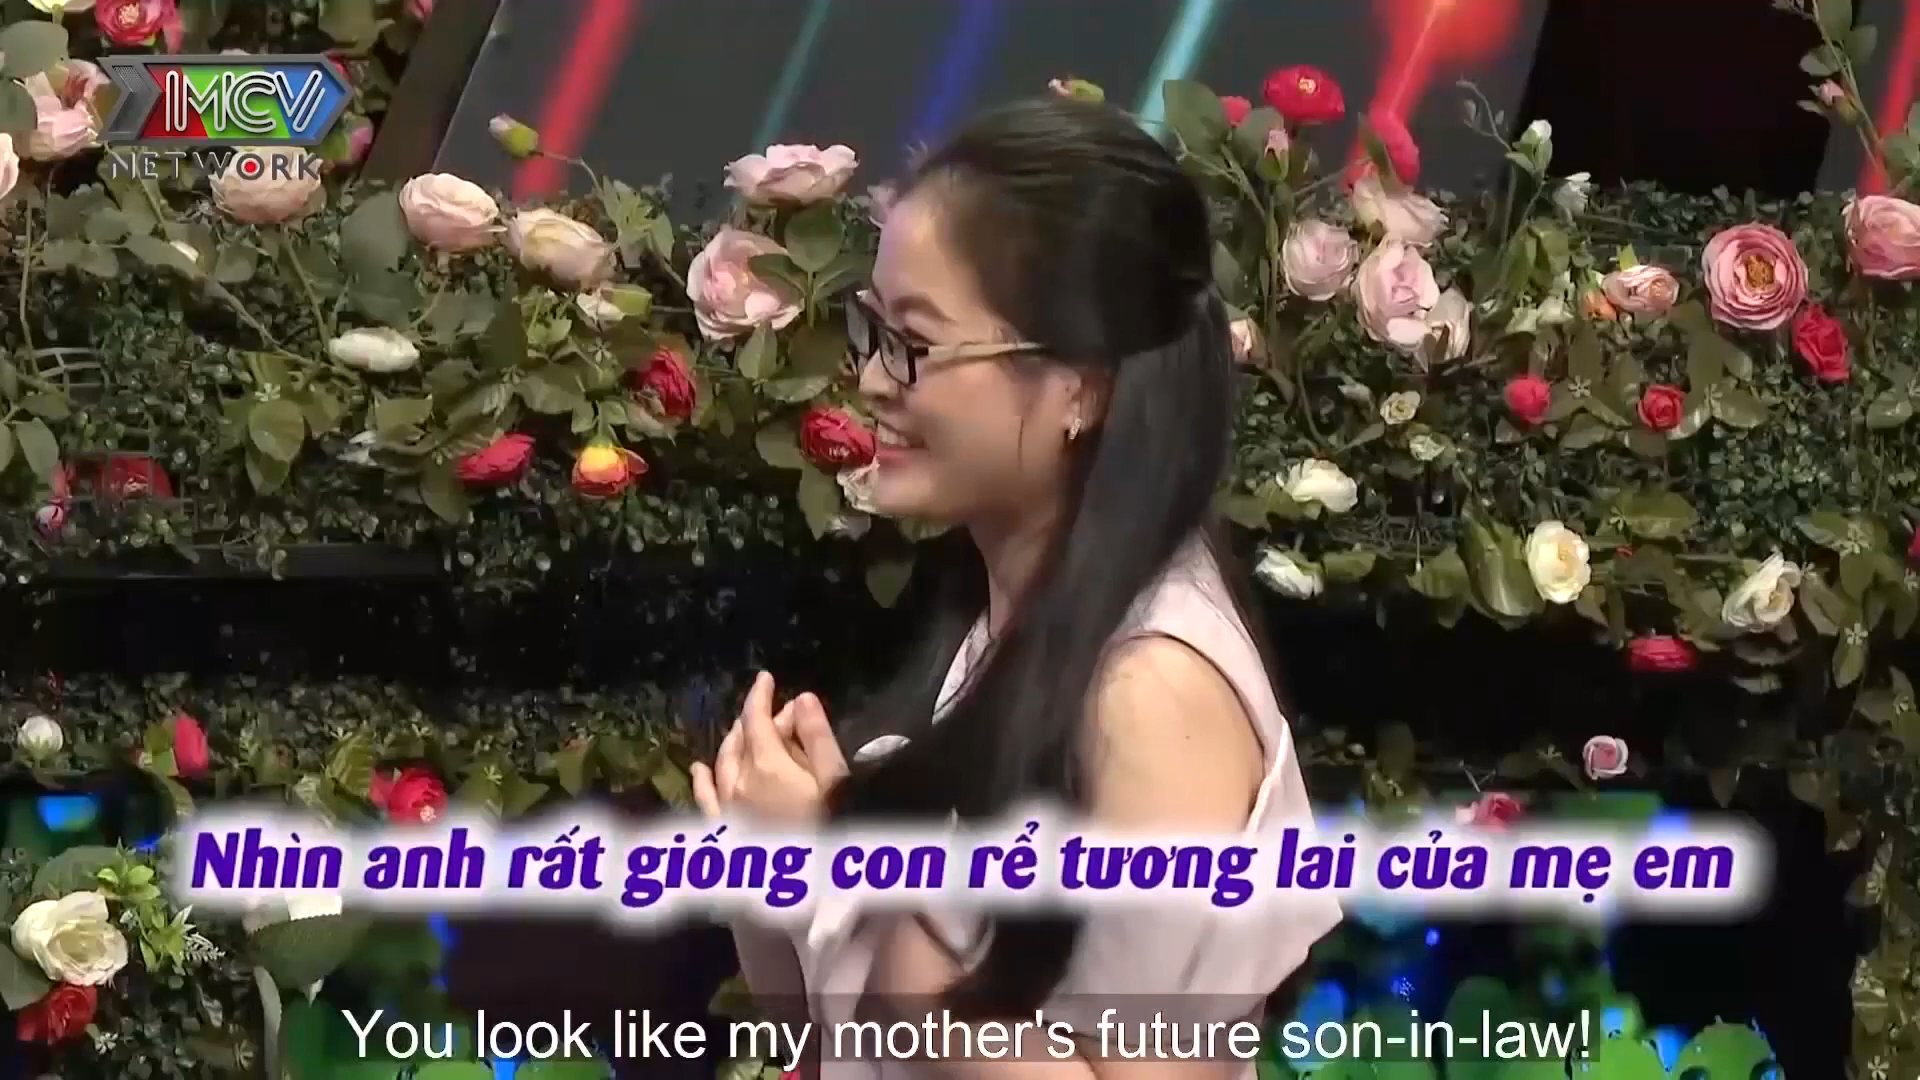 MCV
NETWORK
Nhìn anh rất giống con rể tương lai của mẹ em
You look like my mother's future son-in-law!